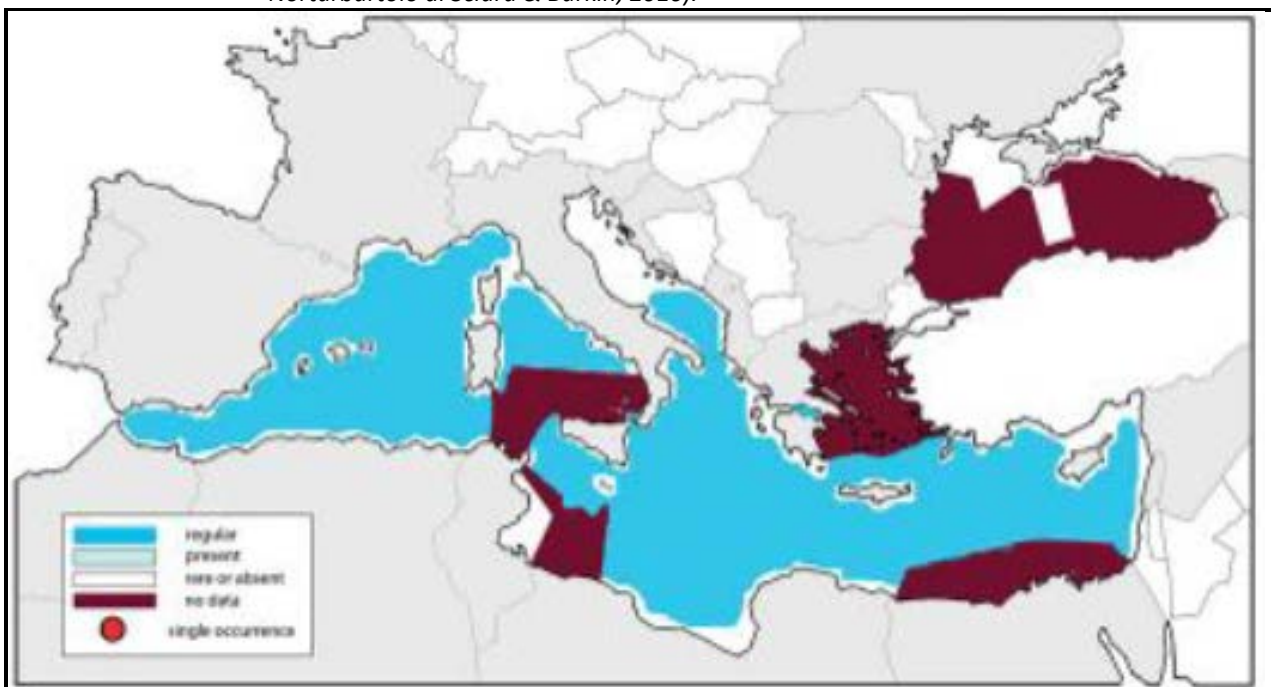 regular
present
rare or absent
no data
single occurrence